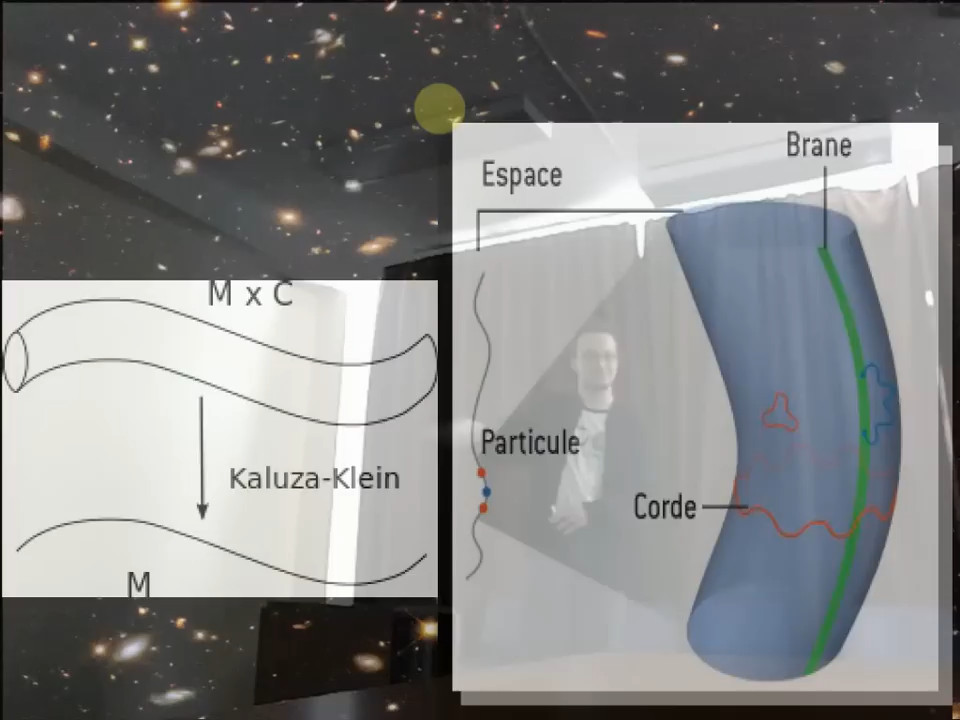 Brane
Espace
M x C
Particule
Kaluza-Klein
Corde
M